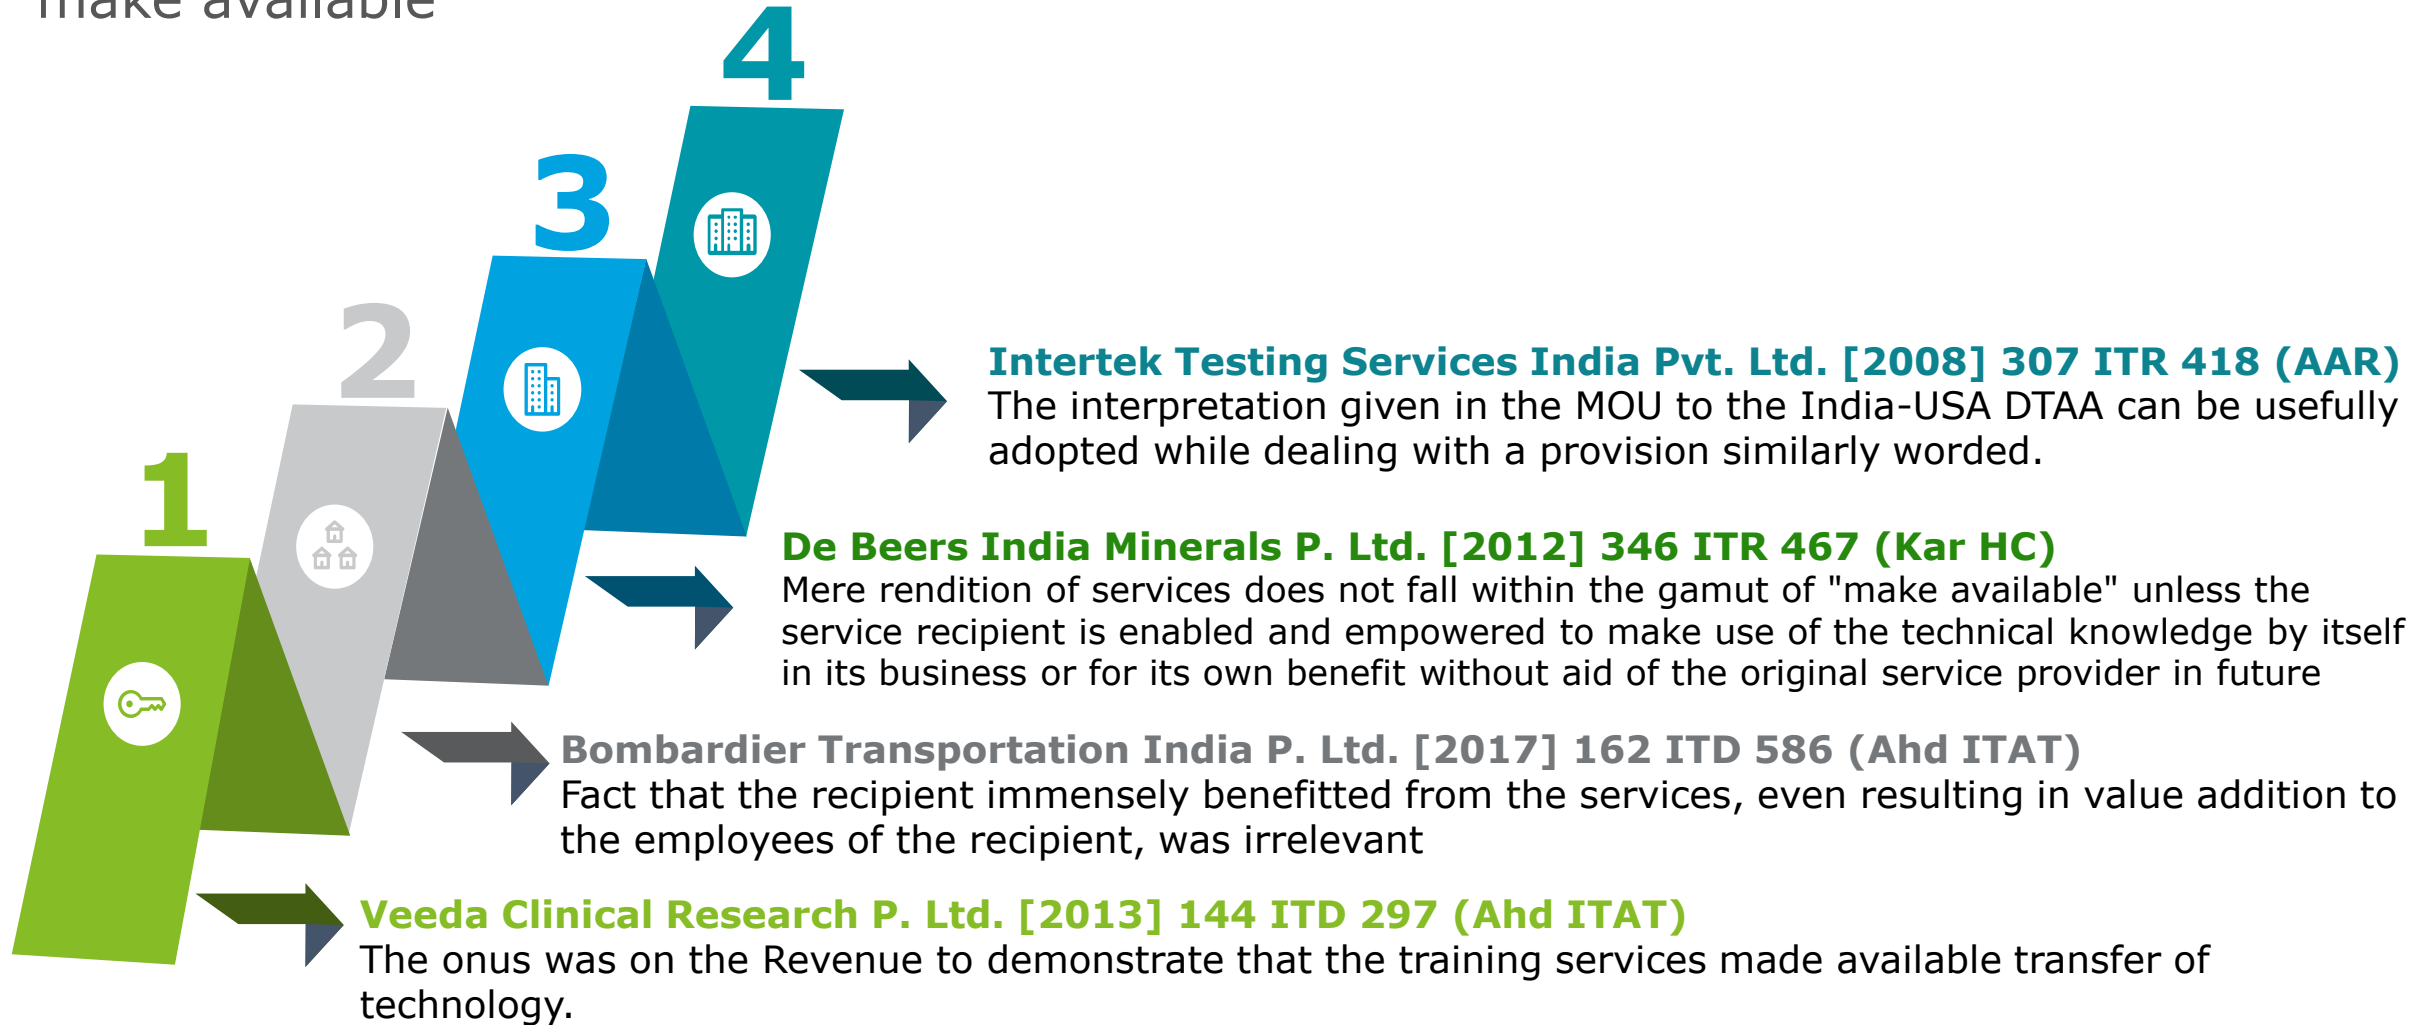 make available
4
3
2
1
Intertek Testing Services India Pvt. Ltd. [2008] 307 ITR 418 (AAR)
The interpretation given in the MOU to the India-USA DTAA can be usefully
adopted while dealing with a provision similarly worded.
De Beers India Minerals P. Ltd. [2012] 346 ITR 467 (Kar HC)
Mere rendition of services does not fall within the gamut of "make available" unless the
service recipient is enabled and empowered to make use of the technical knowledge by itself
in its business or for its own benefit without aid of the original service provider in future
Bombardier Transportation India P. Ltd. [2017] 162 ITD 586 (Ahd ITAT)
Fact that the recipient immensely benefitted from the services, even resulting in value addition to
the employees of the recipient, was irrelevant
Veeda Clinical Research P. Ltd. [2013] 144 ITD 297 (Ahd ITAT)
The onus was on the Revenue to demonstrate that the training services made available transfer of
technology.